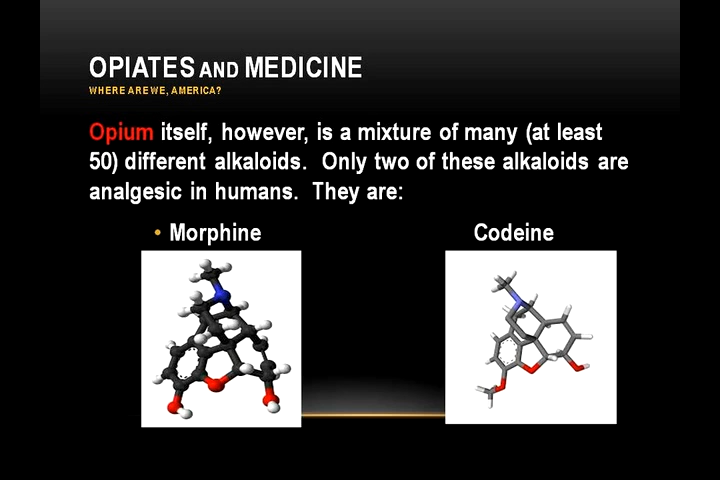 OPIATES AND MEDICINE
WHERE ARE WE, AMERICA?
Opium itself, however, is a mixture of many (at least
50) different alkaloids. Only two of these alkaloids are
analgesic in humans. They are:
• Morphine Codeine